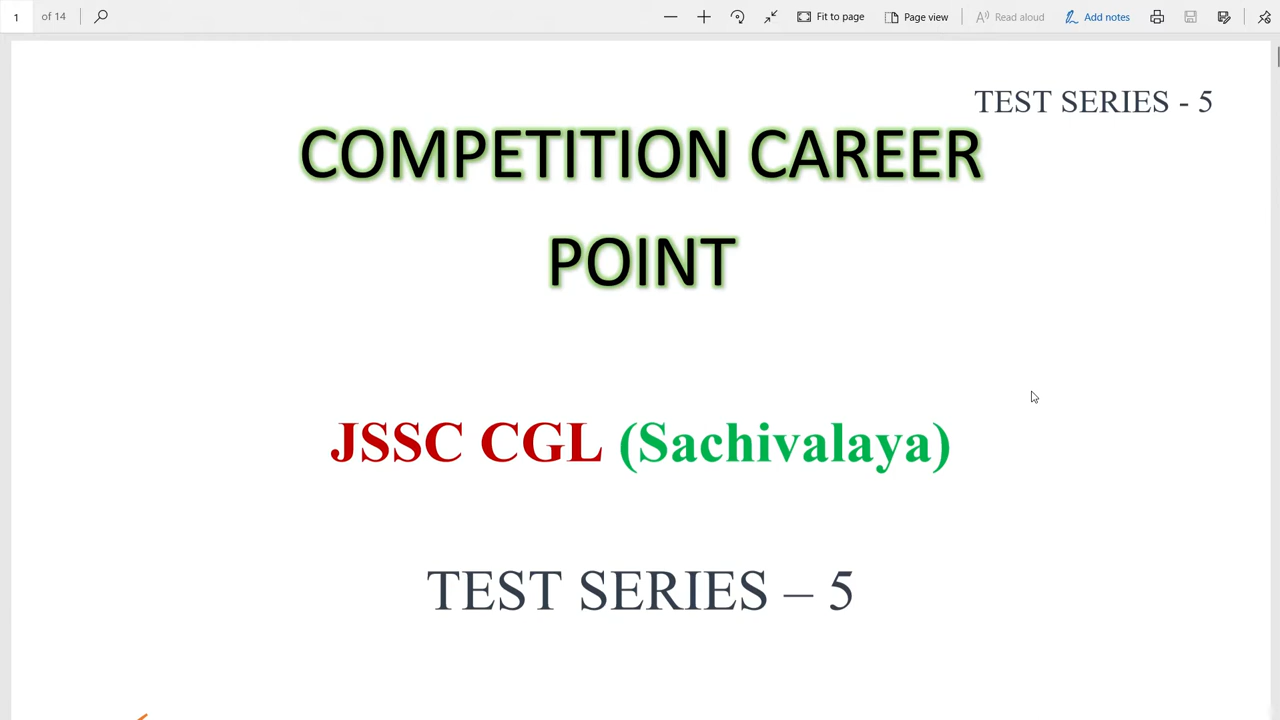 1 of 14 Fit to page Page view Read aloud Add notes
TEST SERIES - 5
COMPETITION CAREER
POINT
JSSC CGL (Sachivalaya)
TEST SERIES – 5